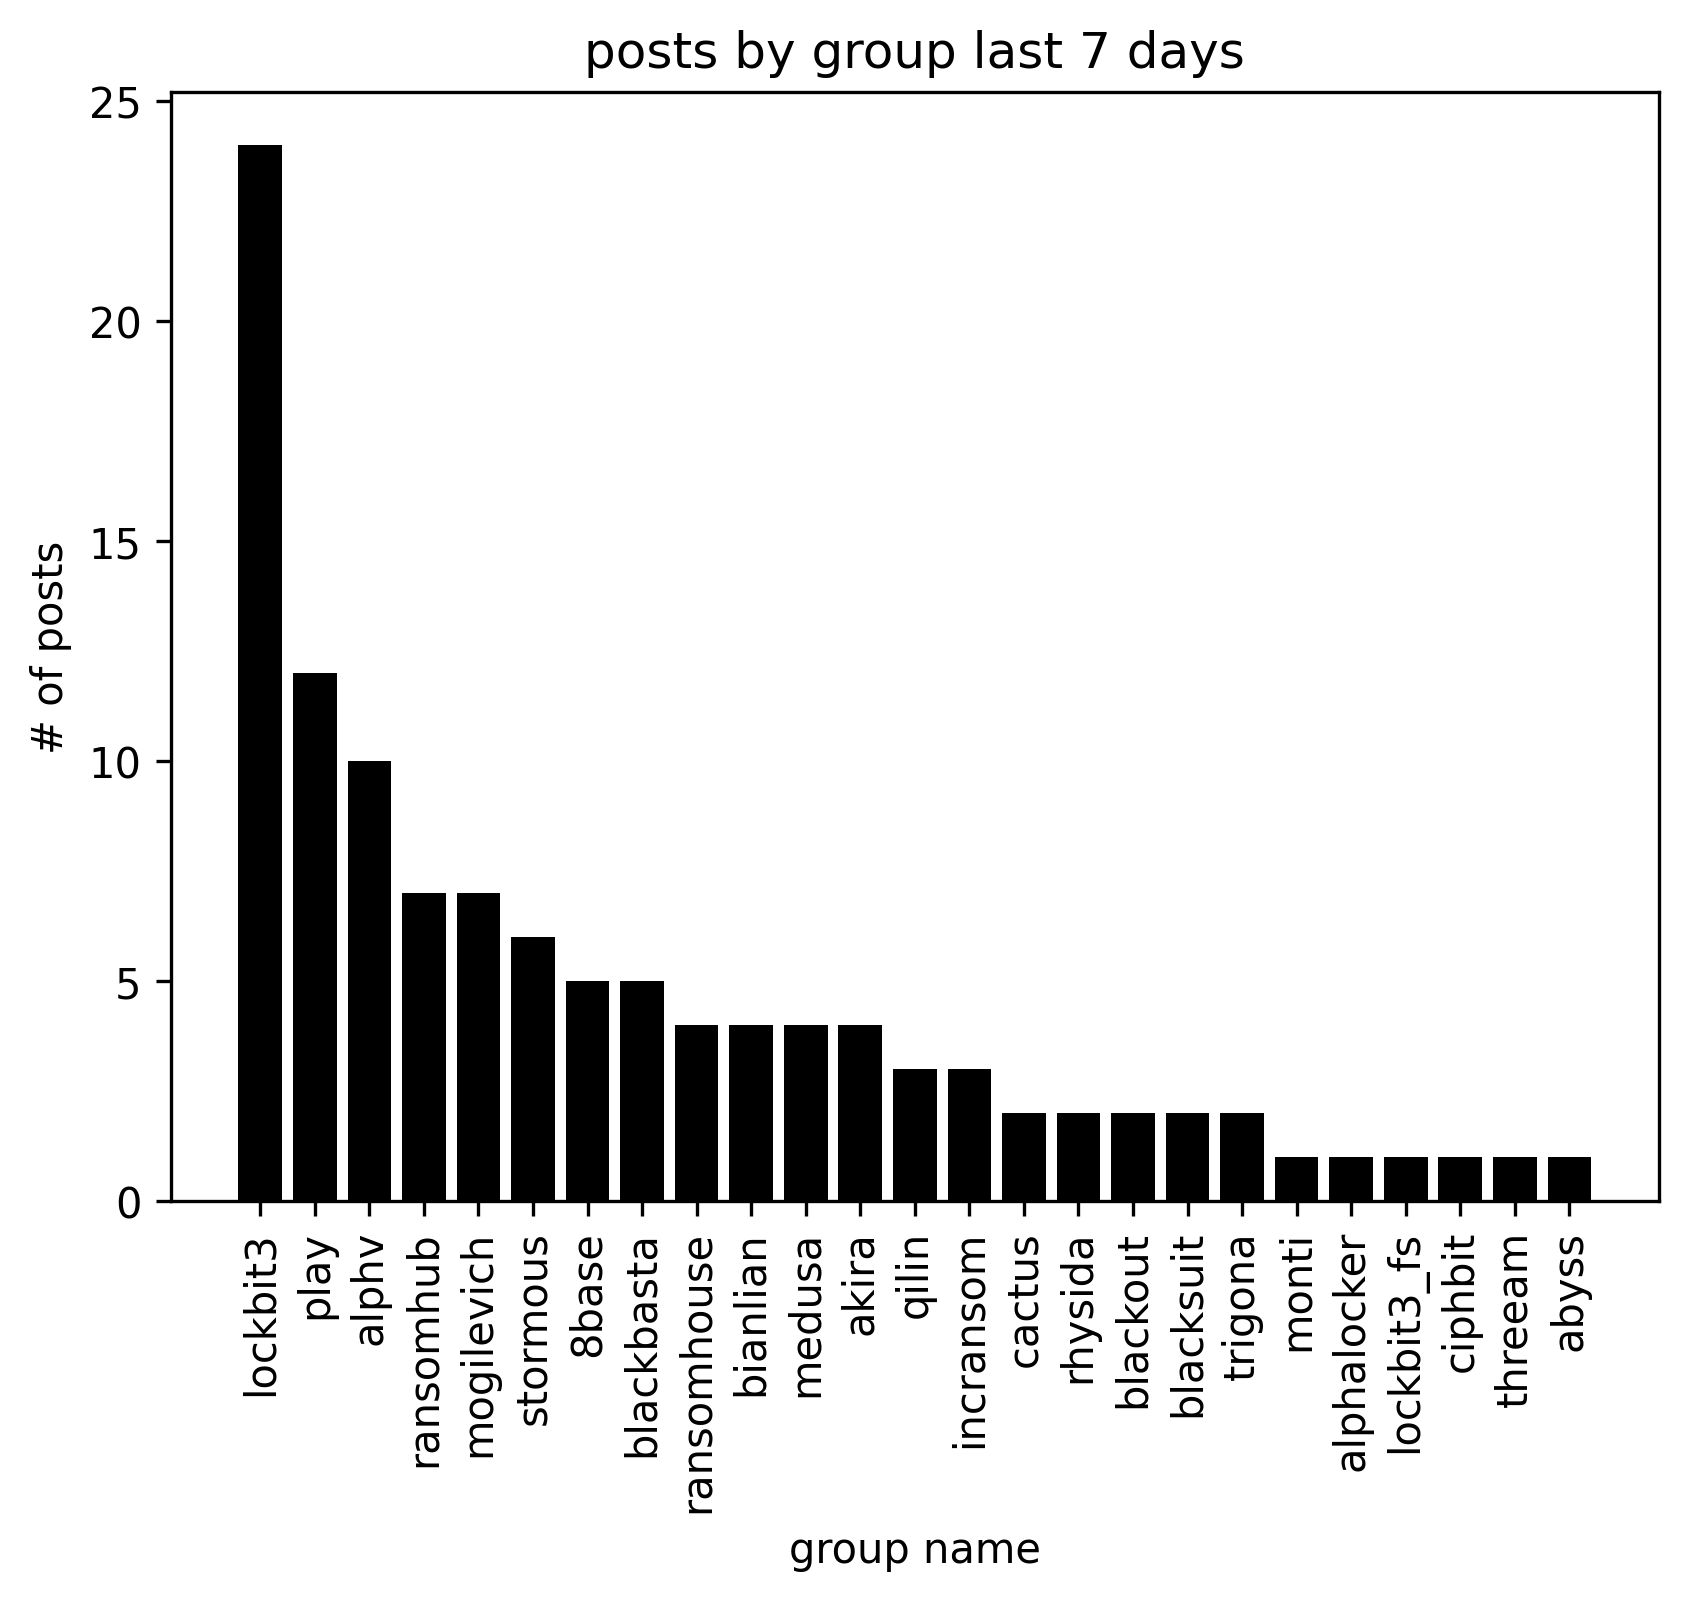 posts by group last 7 days
# of posts
25
20
15
10
5
0
lockbit3
play
alphv
ransomhub
mogilevich
stormous
8base
blackbasta
ransomhouse
bianlian
medusa
akira
qilin
incransom
cactus
rhysida
blackout
blacksuit
trigona
monti
alphalocker
lockbit3_fs
ciphbit
threeam
abyss
group name